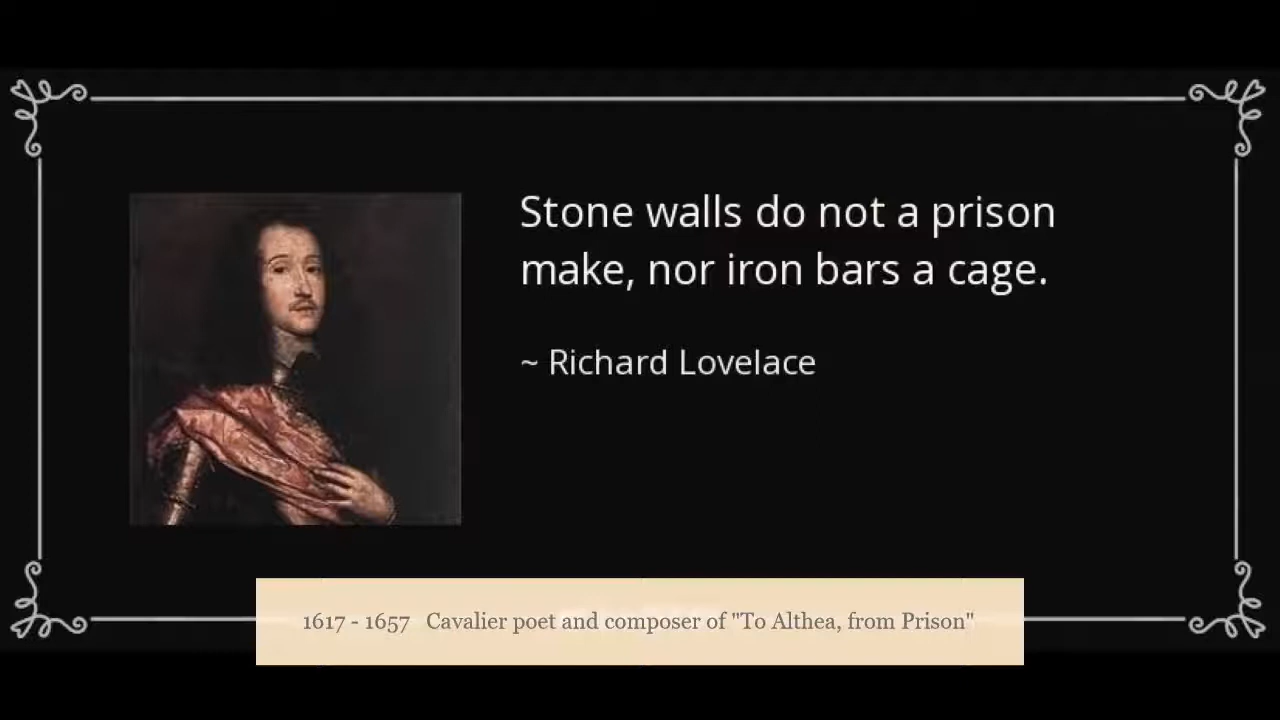 Stone walls do not a prison
make, nor iron bars a cage.
~ Richard Lovelace
1617 - 1657 Cavalier poet and composer of "To Althea, from Prison"